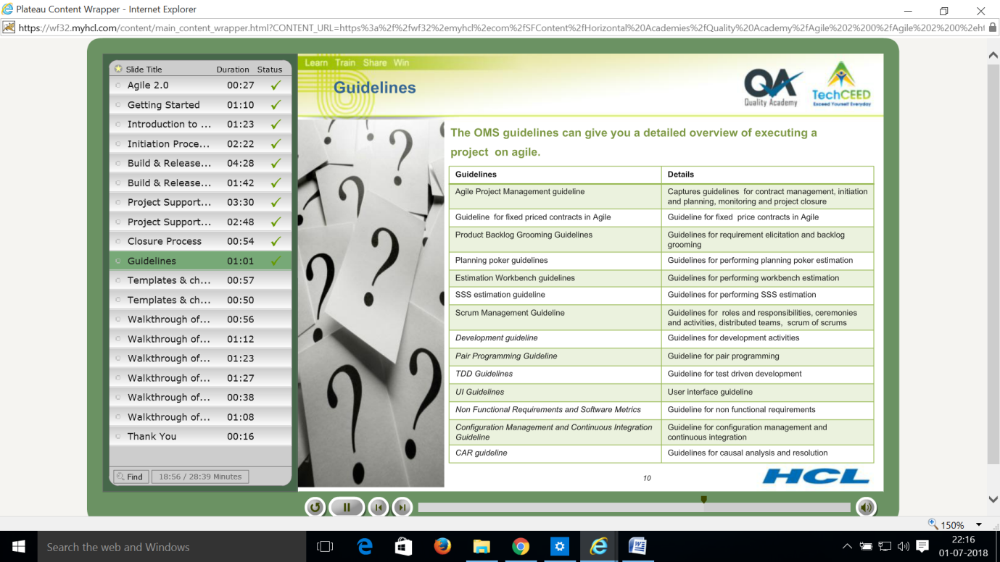 Plateau Content Wrapper - Internet Explorer
https://wf32.myhcl.com/content/main_content_wrapper.html?CONTENT_URL=https%3a%2f%2fwf32%2emyhcl%2ecom%2fSFContent%2fHorizontal%20Academies%2fQuality%20Academy%2fAgile%202%200%2fAgile%202%200%2eht
Slide Title Duration Status
Agile 2.0 00:27
Getting Started 01:10
Introduction to ... 01:23
Initiation Proce... 02:22
Build & Release... 04:28
Build & Release... 01:42
Project Support... 03:30
Project Support... 02:48
Closure Process 00:54
Guidelines 01:01
Templates & ch... 00:57
Templates & ch... 00:50
Walkthrough of... 00:56
Walkthrough of... 01:12
Walkthrough of... 01:23
Walkthrough of... 01:27
Walkthrough of... 00:38
Walkthrough of... 01:08
Thank You 00:16
Find 18:56 / 28:39 Minutes
Learn Train Share Win
Guidelines
QA
Quality Academy
TechCEED
Exceed Yourself Everyday
? ? ? ? ? ? ? ?
The OMS guidelines can give you a detailed overview of executing a
project on agile.
Guidelines Details
Agile Project Management guideline Captures guidelines for contract management, initiation
and planning, monitoring and project closure
Guideline for fixed priced contracts in Agile Guideline for fixed price contracts in Agile
Product Backlog Grooming Guidelines Guidelines for requirement elicitation and backlog
grooming
Planning poker guidelines Guidelines for performing planning poker estimation
Estimation Workbench guidelines Guidelines for performing workbench estimation
SSS estimation guideline Guidelines for performing SSS estimation
Scrum Management Guideline Guidelines for roles and responsibilities, ceremonies
and activities, distributed teams, scrum of scrums
Development guideline Guidelines for development activities
Pair Programming Guideline Guideline for pair programming
TDD Guidelines Guideline for test driven development
UI Guidelines User interface guideline
Non Functional Requirements and Software Metrics Guideline for non functional requirements
Configuration Management and Continuous Integration Guideline for configuration management and
Guideline continuous integration
CAR guideline Guidelines for causal analysis and resolution
10
HCL
150%
Search the web and Windows
22:16
01-07-2018